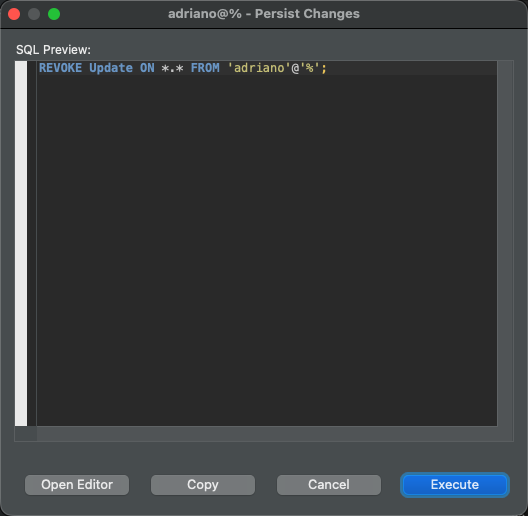 adriano@% - Persist Changes
SQL Preview:
REVOKE Update ON *.* FROM 'adriano'@'%';
Open Editor
Copy
Cancel
Execute